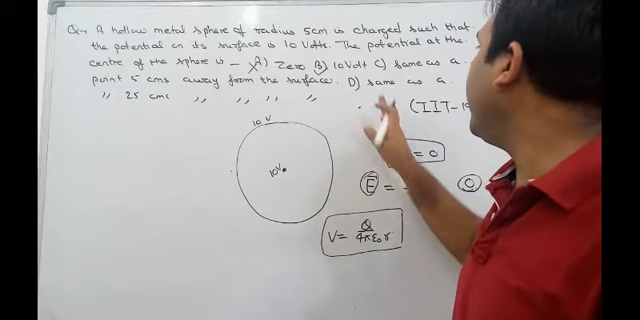 Q→ A hollow metal sphere of radius 5cm is charged such that
the potential on its surface is 10 Volts. The potential at the
centre of the sphere is - A) Zero B) 10 Volt C) same as a
point 5 cms away from the surface. D) same as a
" 25 cms " " " "
(IIT-
10 V
10V
= 0
E = -
0
V = Q / 4πε₀r